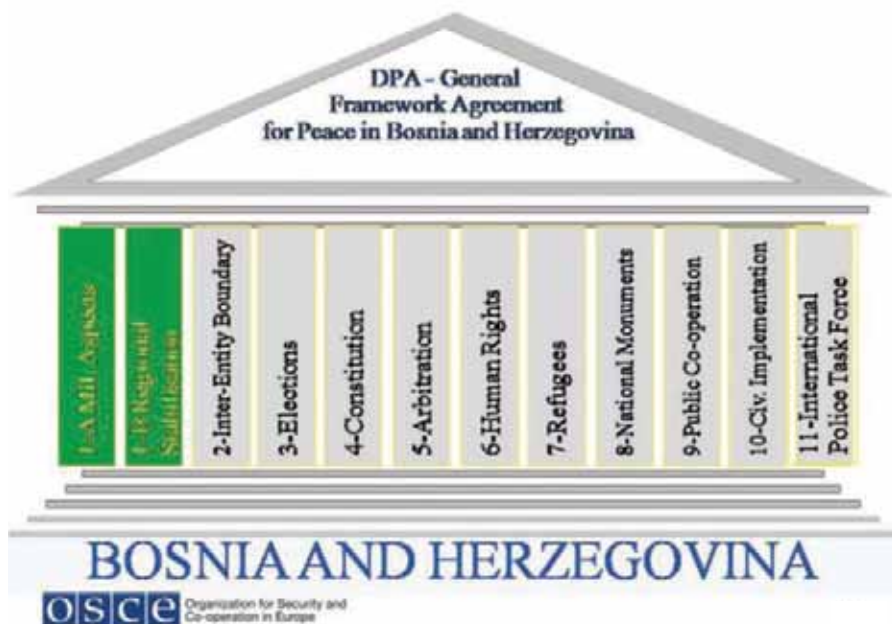 DPA - General
Framework Agreement
for Peace in Bosnia and Herzegovina
1-A Mil Aspects
1-B Regional
Stabilization
2-Inter-Entity Boundary
3-Elections
4-Constitution
5-Arbitration
6-Human Rights
7-Refugees
8-National Monuments
9-Public Co-operation
10-Civ. Implementation
11-International
Police Task Force
BOSNIA AND HERZEGOVINA
OSCE Organization for Security and
Co-operation in Europe